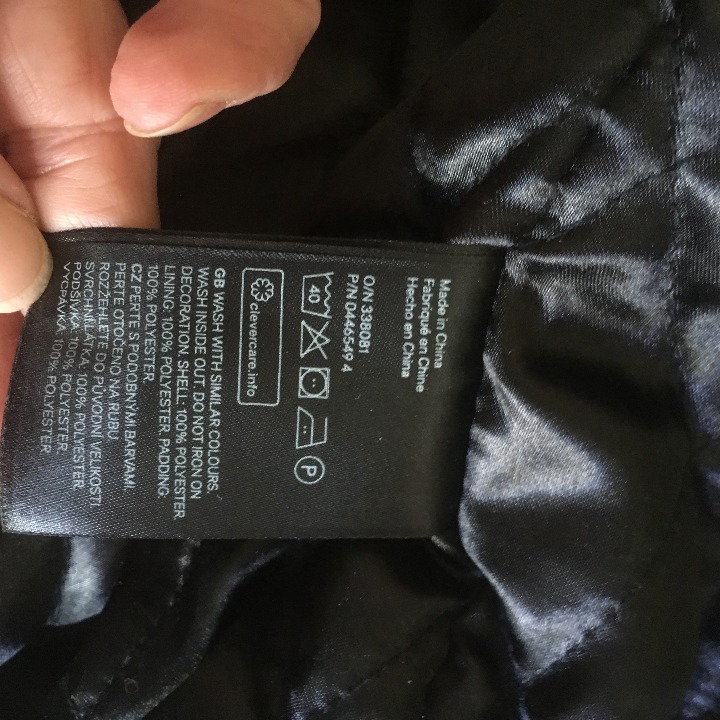 Made in China
Fabriqué en Chine
Hecho en China
O/N 338081
P/N 0446549 4
40
P
clevercare.info
GB WASH WITH SIMILAR COLOURS.
WASH INSIDE OUT. DO NOT IRON ON
DECORATION. SHELL: 100% POLYESTER.
LINING: 100% POLYESTER. PADDING:
100% POLYESTER.
CZ PERTE S PODOBNÝMI BARVAMI.
PERTE OTOČENO NA RUBU
ROZŽEHLETE DO PŮVODNÍ VELIKOSTI
SVRCHNÍ LÁTKA: 100% POLYESTER.
PODŠÍVKA: 100% POLYESTER.
VYCPÁVKA: 100% POLYESTER